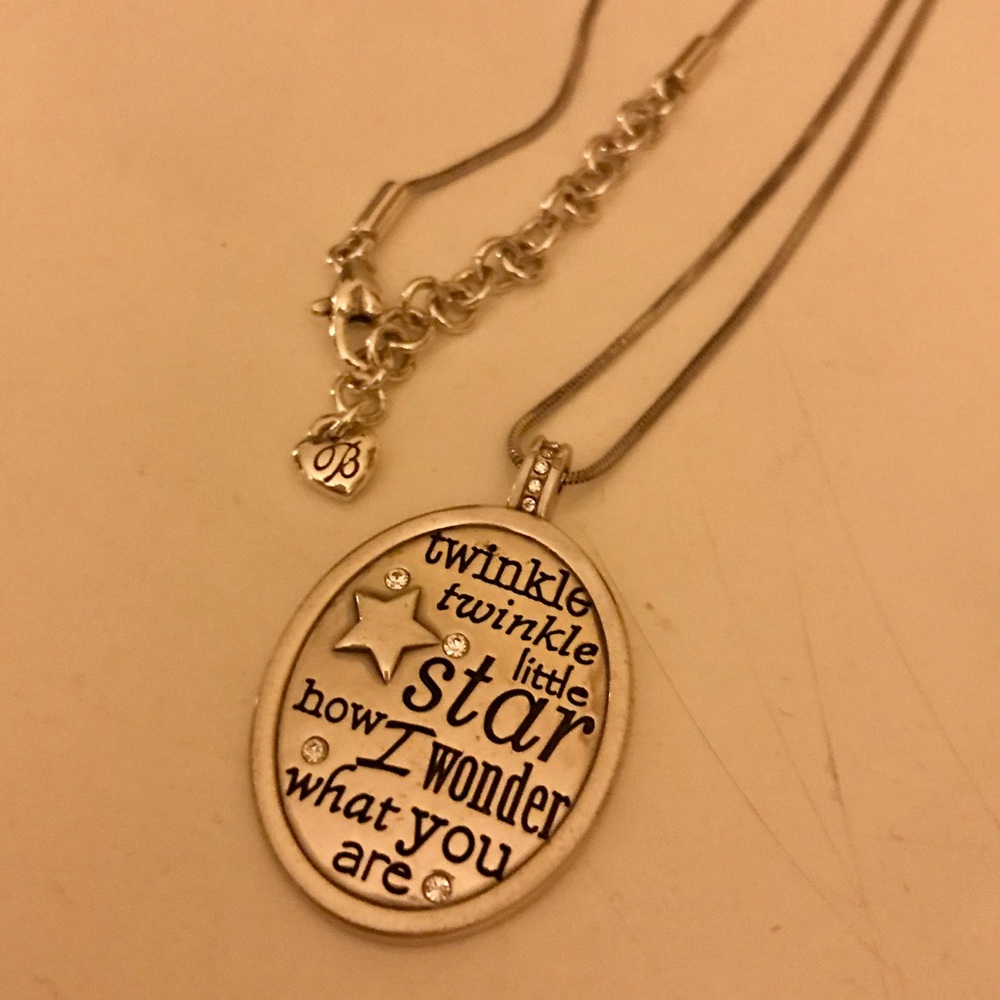 B
twinkle
twinkle
little
star
how I wonder
what you
are